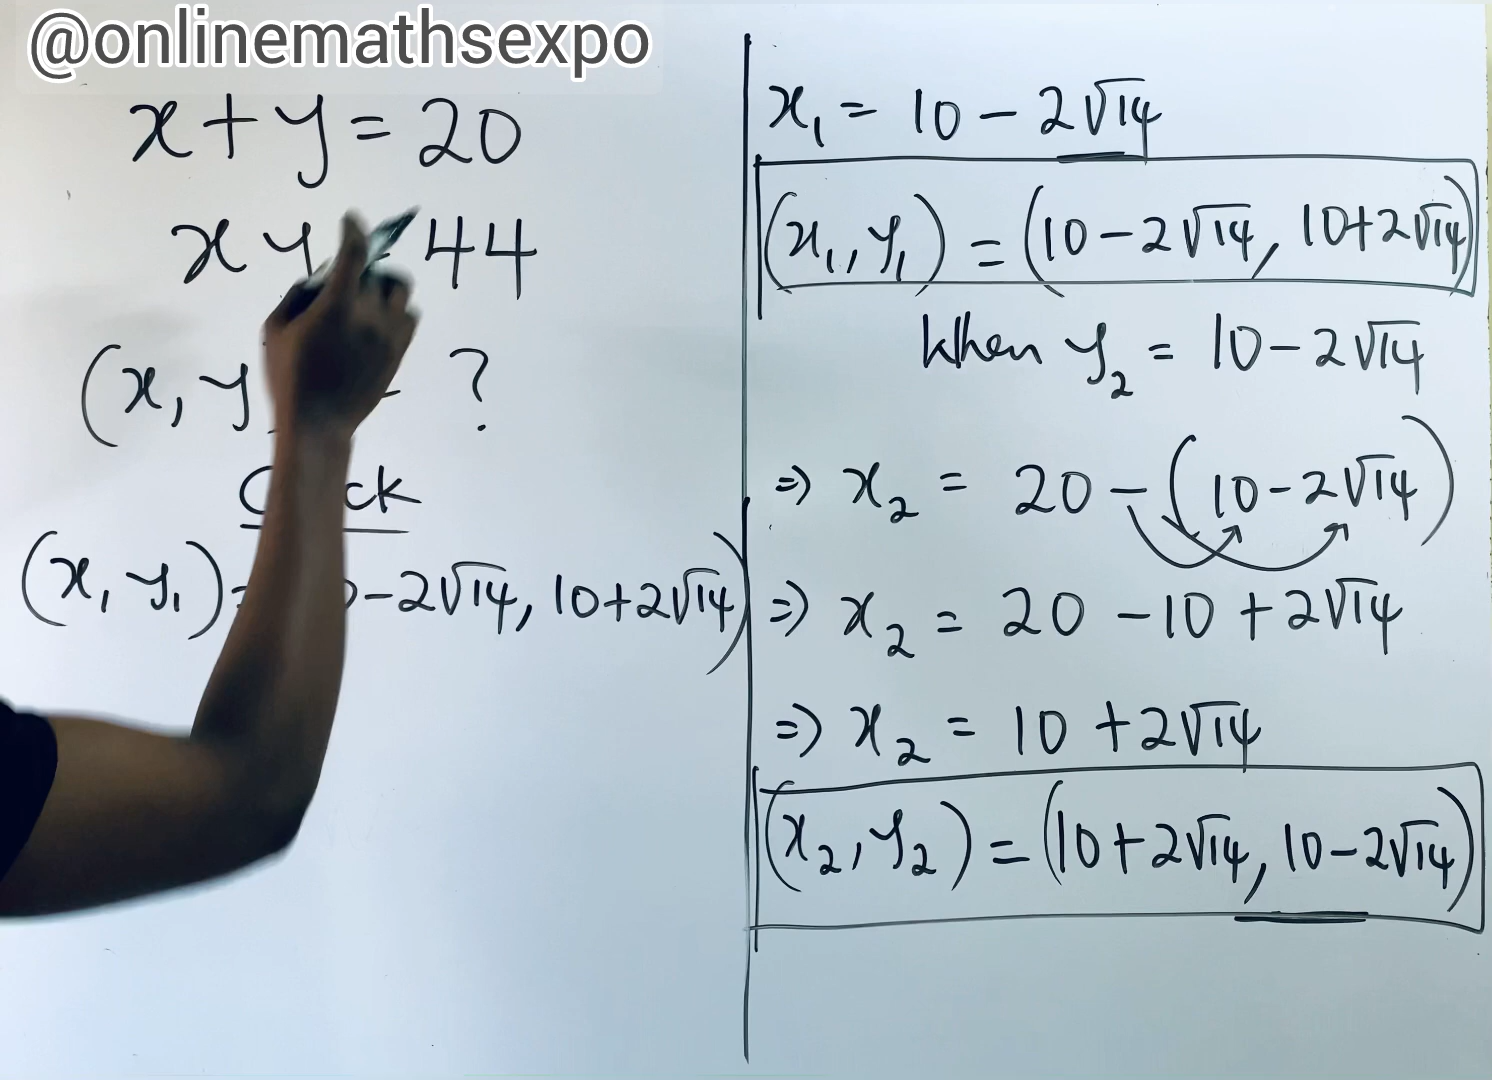 @onlinemathsexpo
x + y = 20
x y 44
(x, y = ?
ck
(x₁ y₁) - 2√14, 10+2√14)
x₁ = 10 - 2√14
(x₁, y₁) = (10 - 2√14, 10+2√14)
When y₂ = 10 - 2√14
⇒ x₂ = 20 - (10 - 2√14)
⇒ x₂ = 20 - 10 + 2√14
⇒ x₂ = 10 + 2√14
(x₂, y₂) = (10 + 2√14, 10 - 2√14)